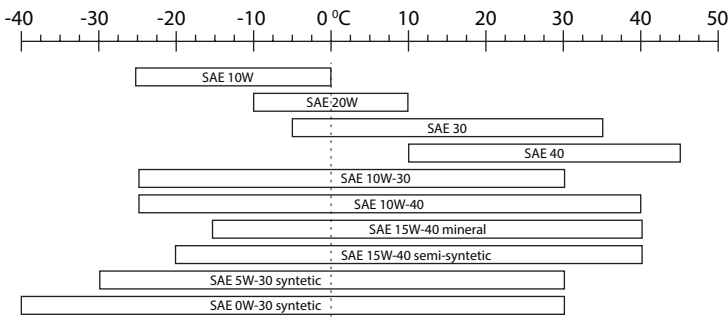 -40 -30 -20 -10 0 ⁰C 10 20 30 40 50
SAE 10W
SAE 20W
SAE 30
SAE 40
SAE 10W-30
SAE 10W-40
SAE 15W-40 mineral
SAE 15W-40 semi-syntetic
SAE 5W-30 syntetic
SAE 0W-30 syntetic